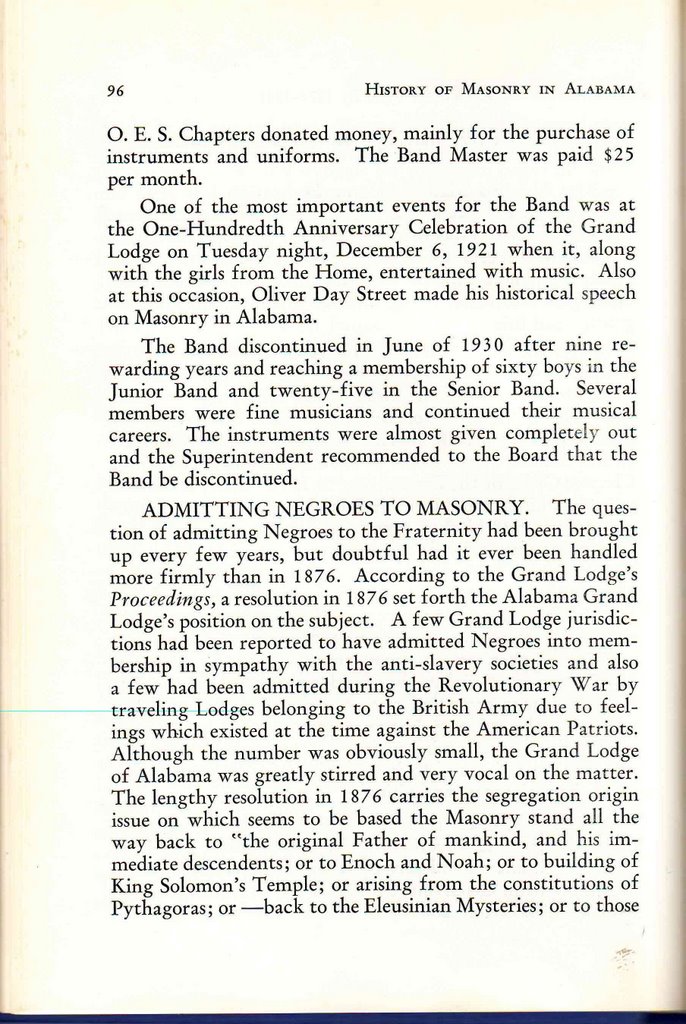 96 HISTORY OF MASONRY IN ALABAMA
O. E. S. Chapters donated money, mainly for the purchase of
instruments and uniforms. The Band Master was paid $25
per month.
One of the most important events for the Band was at
the One-Hundredth Anniversary Celebration of the Grand
Lodge on Tuesday night, December 6, 1921 when it, along
with the girls from the Home, entertained with music. Also
at this occasion, Oliver Day Street made his historical speech
on Masonry in Alabama.
The Band discontinued in June of 1930 after nine re-
warding years and reaching a membership of sixty boys in the
Junior Band and twenty-five in the Senior Band. Several
members were fine musicians and continued their musical
careers. The instruments were almost given completely out
and the Superintendent recommended to the Board that the
Band be discontinued.
ADMITTING NEGROES TO MASONRY. The ques-
tion of admitting Negroes to the Fraternity had been brought
up every few years, but doubtful had it ever been handled
more firmly than in 1876. According to the Grand Lodge's
Proceedings, a resolution in 1876 set forth the Alabama Grand
Lodge's position on the subject. A few Grand Lodge jurisdic-
tions had been reported to have admitted Negroes into mem-
bership in sympathy with the anti-slavery societies and also
a few had been admitted during the Revolutionary War by
traveling Lodges belonging to the British Army due to feel-
ings which existed at the time against the American Patriots.
Although the number was obviously small, the Grand Lodge
of Alabama was greatly stirred and very vocal on the matter.
The lengthy resolution in 1876 carries the segregation origin
issue on which seems to be based the Masonry stand all the
way back to "the original Father of mankind, and his im-
mediate descendents; or to Enoch and Noah; or to building of
King Solomon's Temple; or arising from the constitutions of
Pythagoras; or —back to the Eleusinian Mysteries; or to those